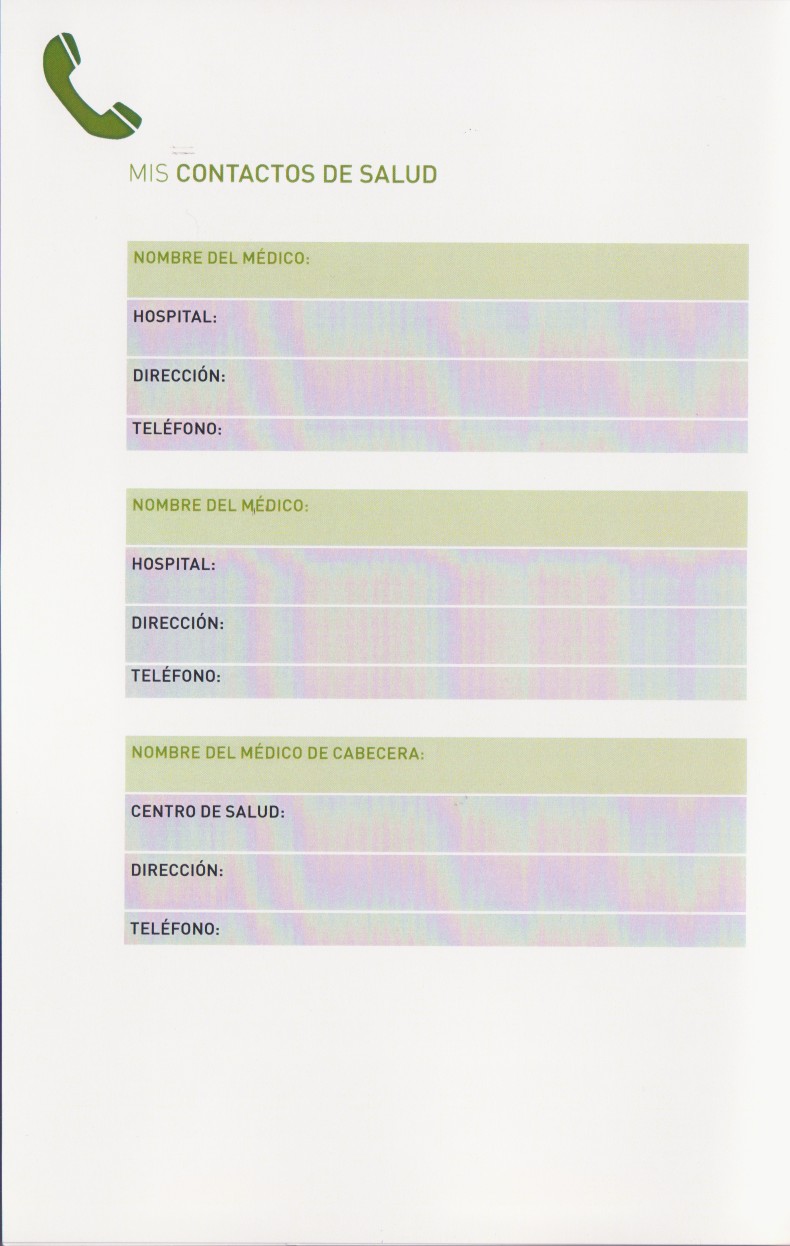 MIS CONTACTOS DE SALUD
NOMBRE DEL MÉDICO:
HOSPITAL:
DIRECCIÓN:
TELÉFONO:
NOMBRE DEL MÉDICO:
HOSPITAL:
DIRECCIÓN:
TELÉFONO:
NOMBRE DEL MÉDICO DE CABECERA:
CENTRO DE SALUD:
DIRECCIÓN:
TELÉFONO: